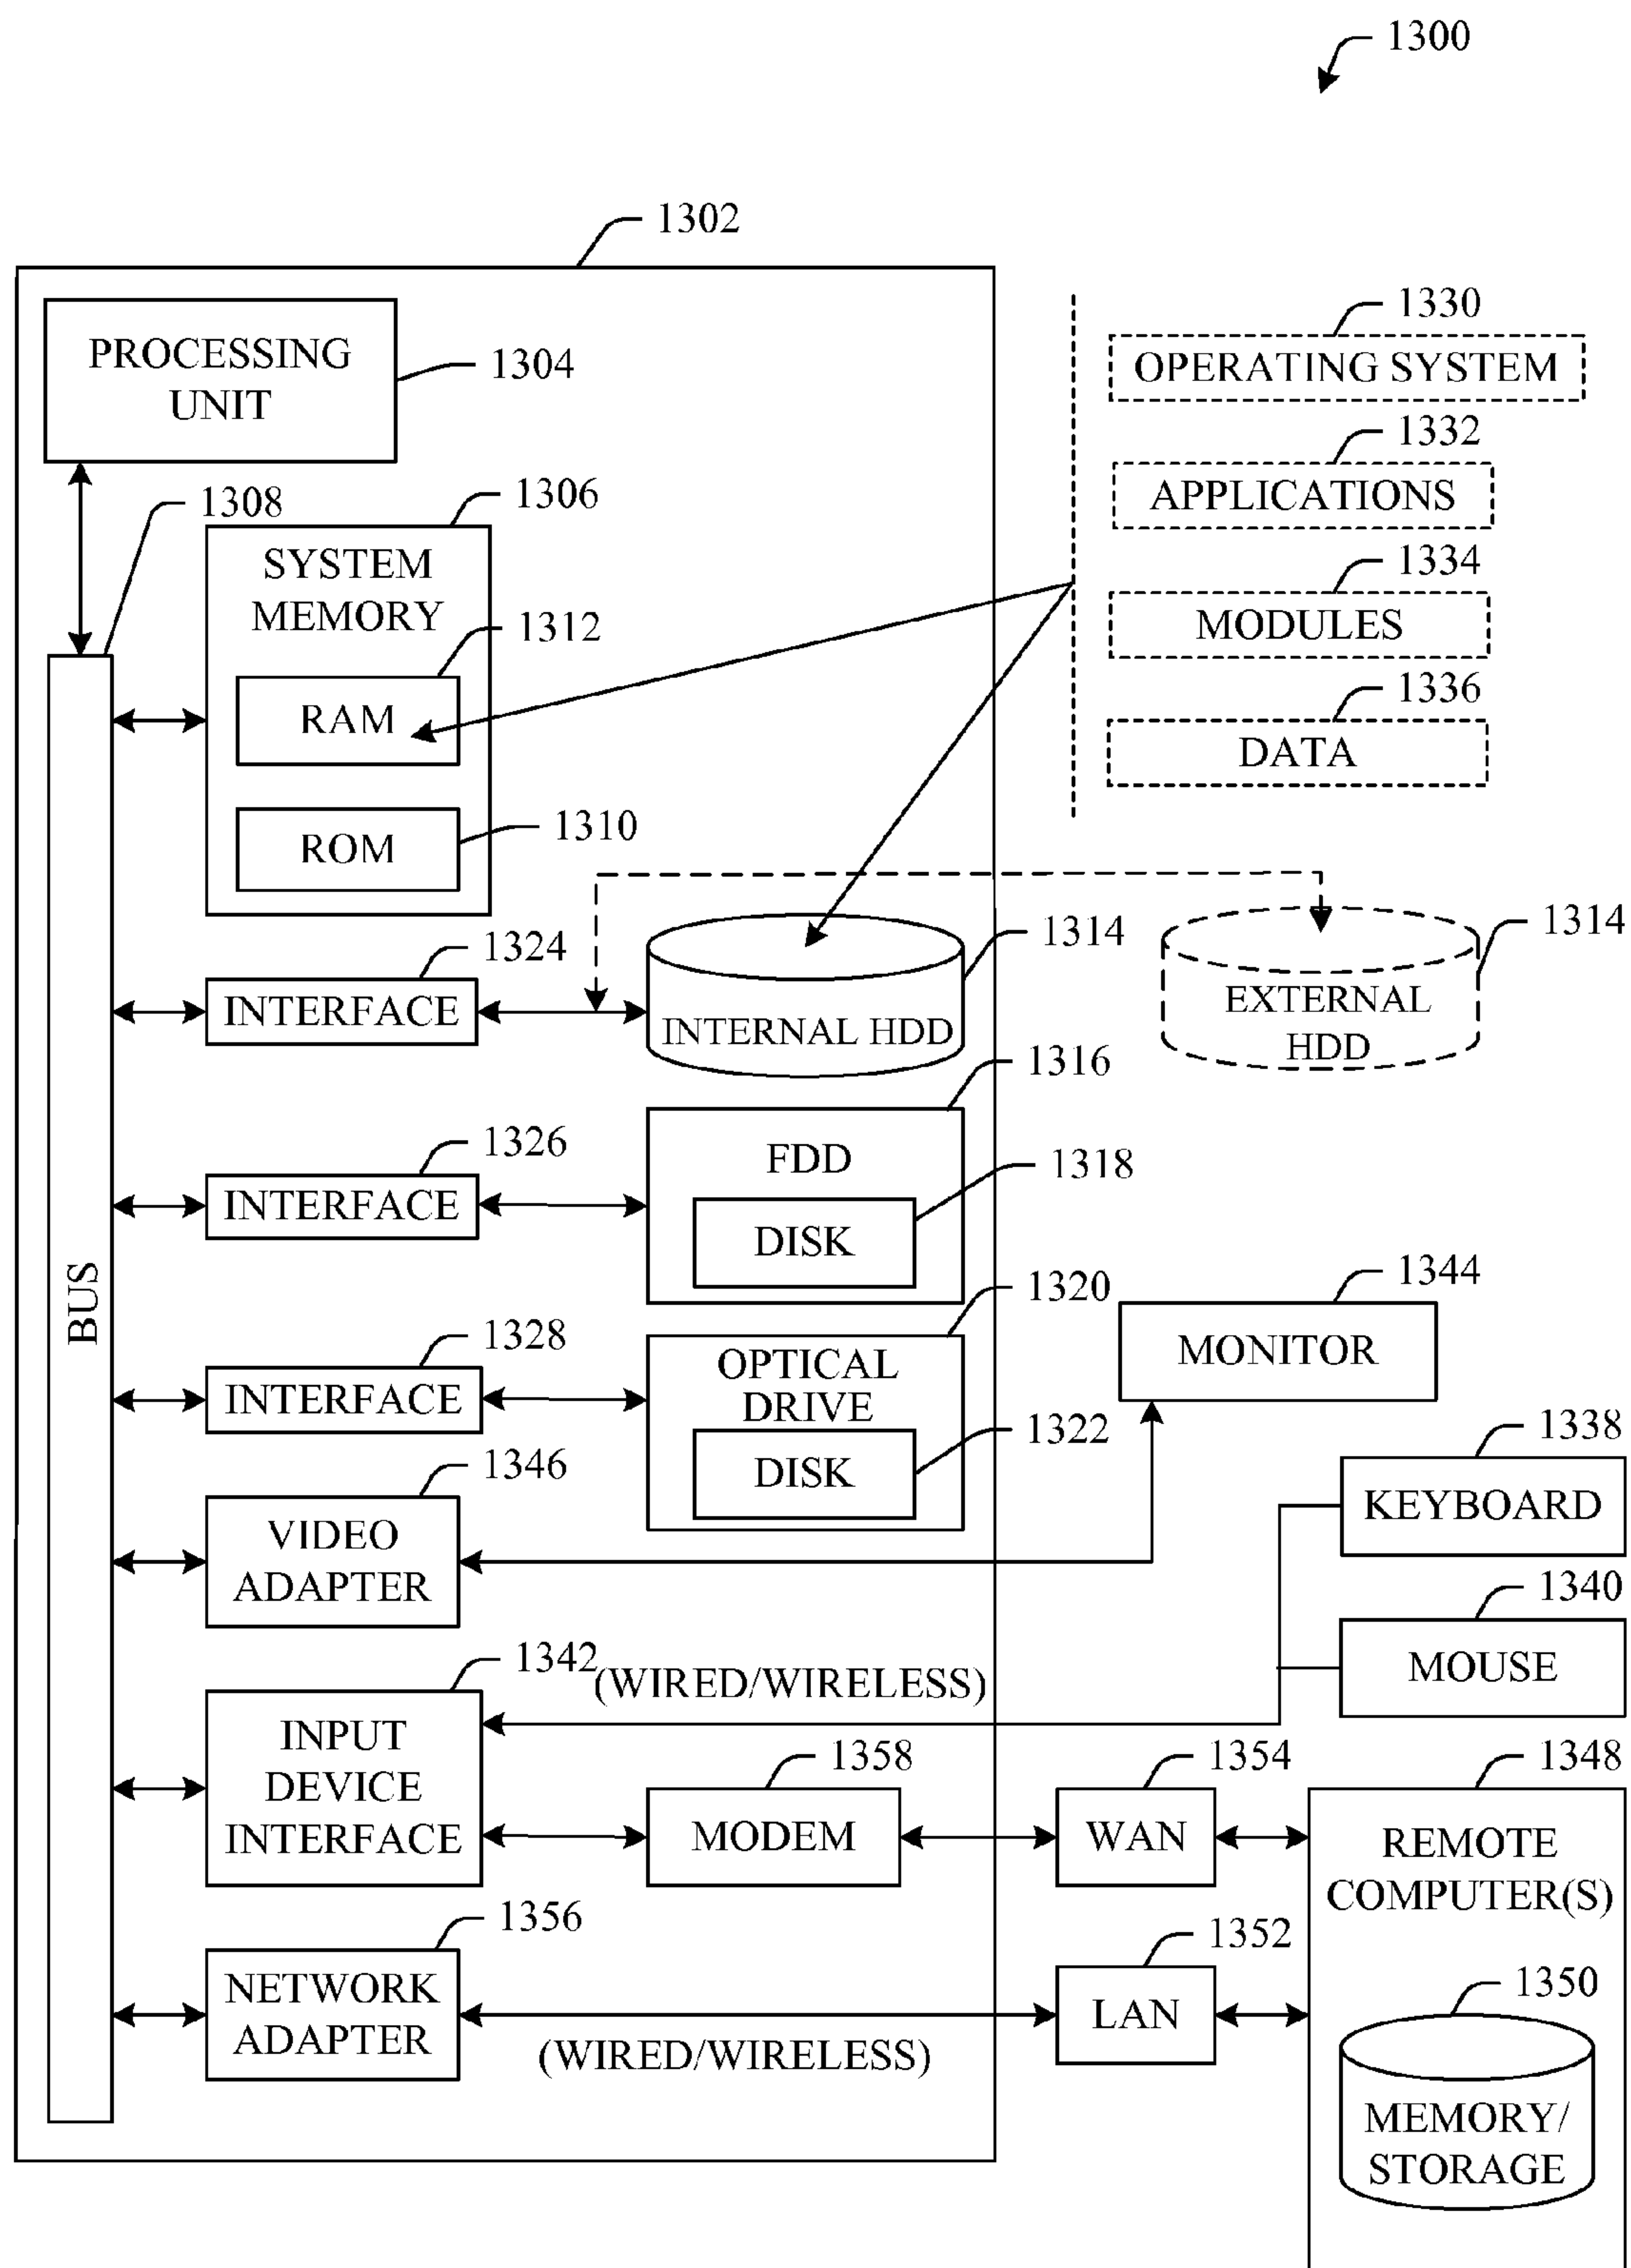 1300
1302
PROCESSING
UNIT
1304
1330
OPERATING SYSTEM
1332
APPLICATIONS
1334
MODULES
1336
DATA
1308
1306
SYSTEM
MEMORY
1312
RAM
1310
ROM
BUS
1324
INTERFACE
1314
INTERNAL HDD
1314
EXTERNAL
HDD
1326
INTERFACE
1316
FDD
1318
DISK
1328
INTERFACE
1320
OPTICAL
DRIVE
1322
DISK
1344
MONITOR
1346
VIDEO
ADAPTER
1338
KEYBOARD
1340
MOUSE
1342
(WIRED/WIRELESS)
INPUT
DEVICE
INTERFACE
1358
MODEM
1354
WAN
1348
REMOTE
COMPUTER(S)
1356
NETWORK
ADAPTER
(WIRED/WIRELESS)
1352
LAN
1350
MEMORY/
STORAGE